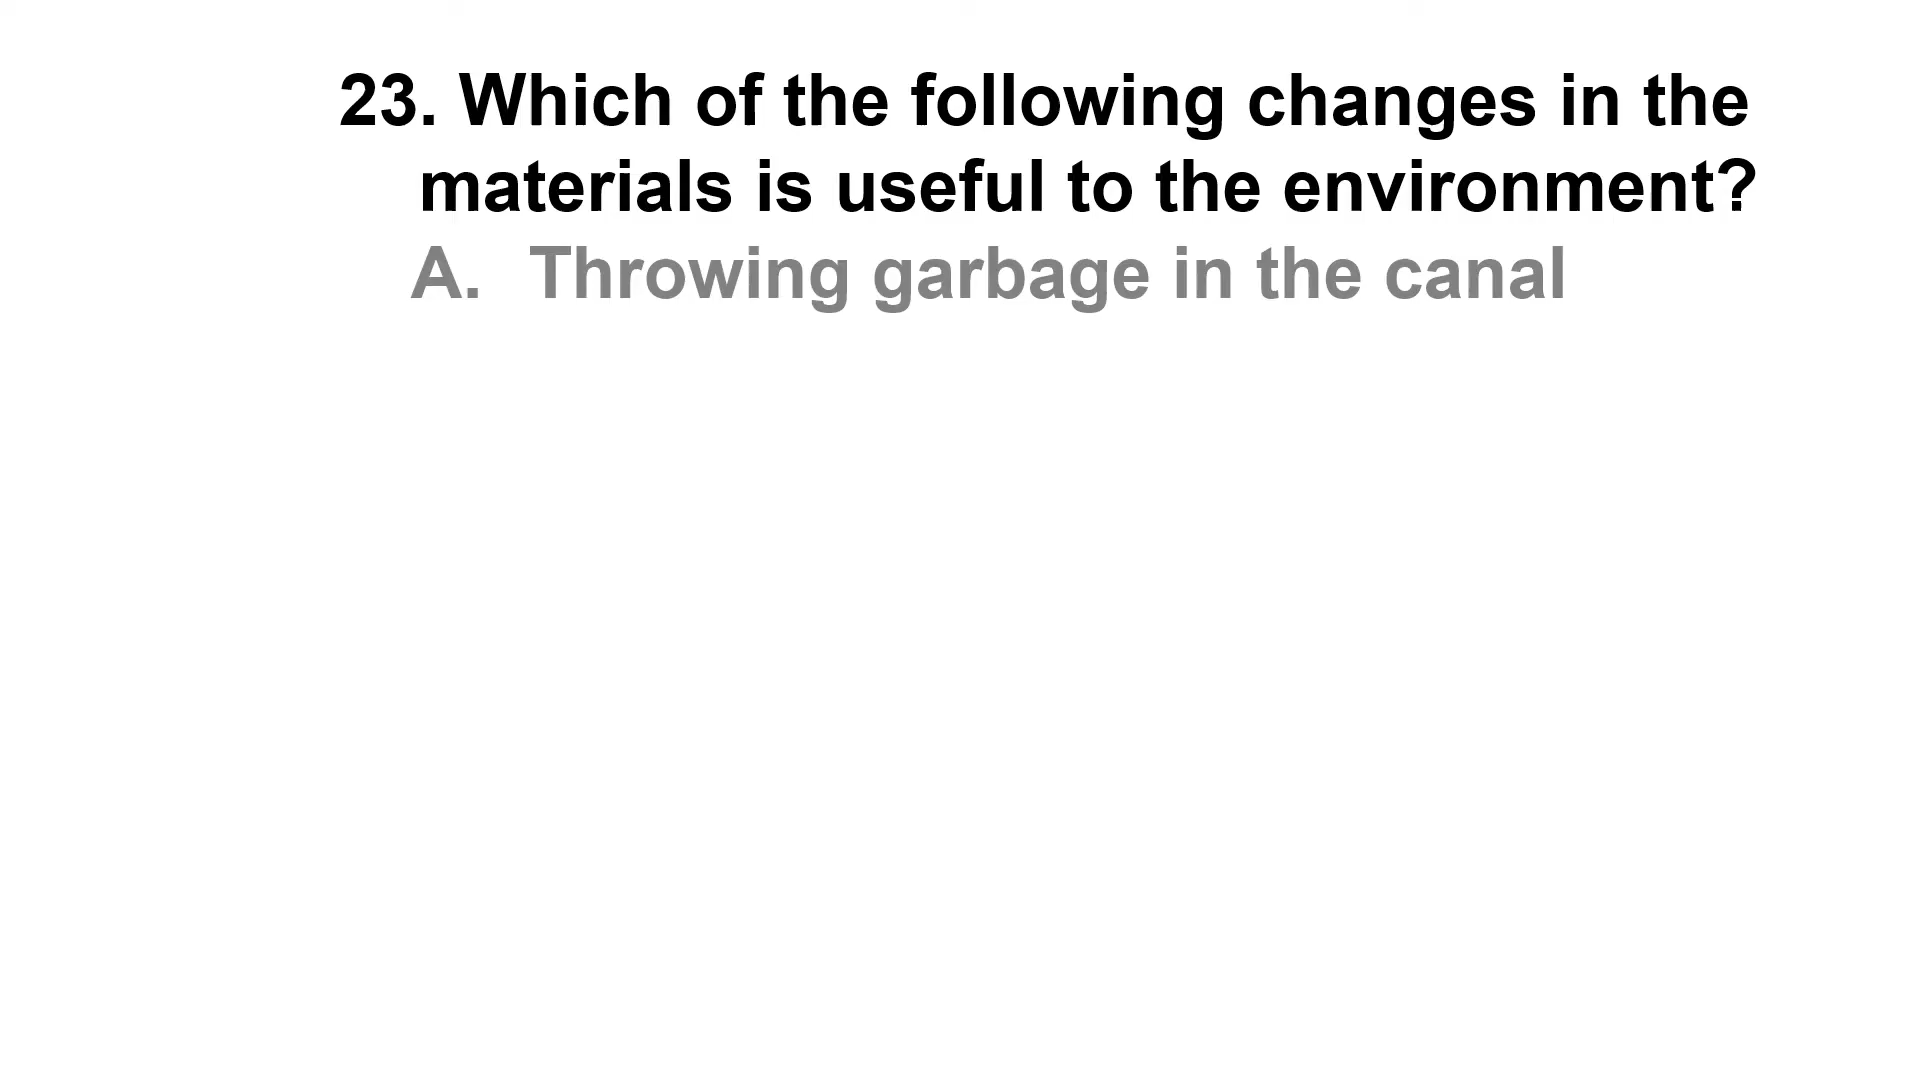 23. Which of the following changes in the
materials is useful to the environment?
A. Throwing garbage in the canal